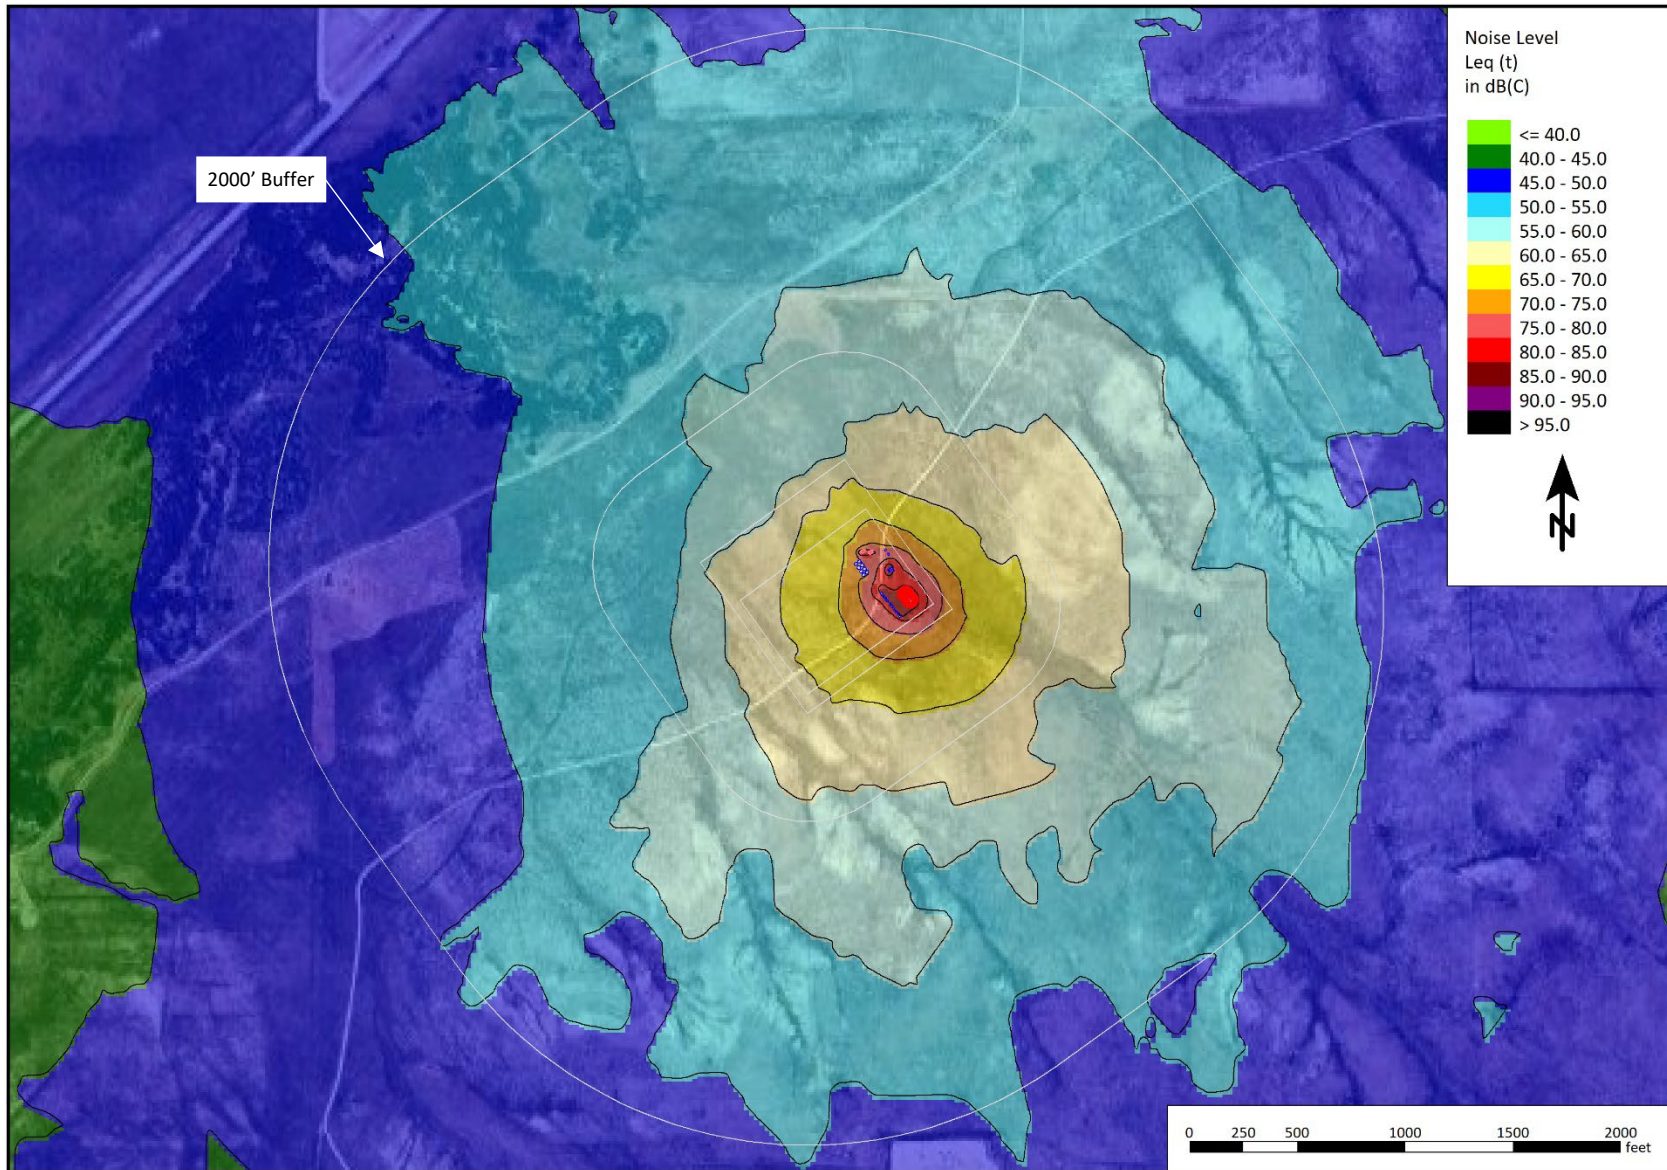 2000' Buffer
Noise Level
Leq (t)
in dB(C)
<= 40.0
40.0 - 45.0
45.0 - 50.0
50.0 - 55.0
55.0 - 60.0
60.0 - 65.0
65.0 - 70.0
70.0 - 75.0
75.0 - 80.0
80.0 - 85.0
85.0 - 90.0
90.0 - 95.0
> 95.0
N
0 250 500 1000 1500 2000
feet